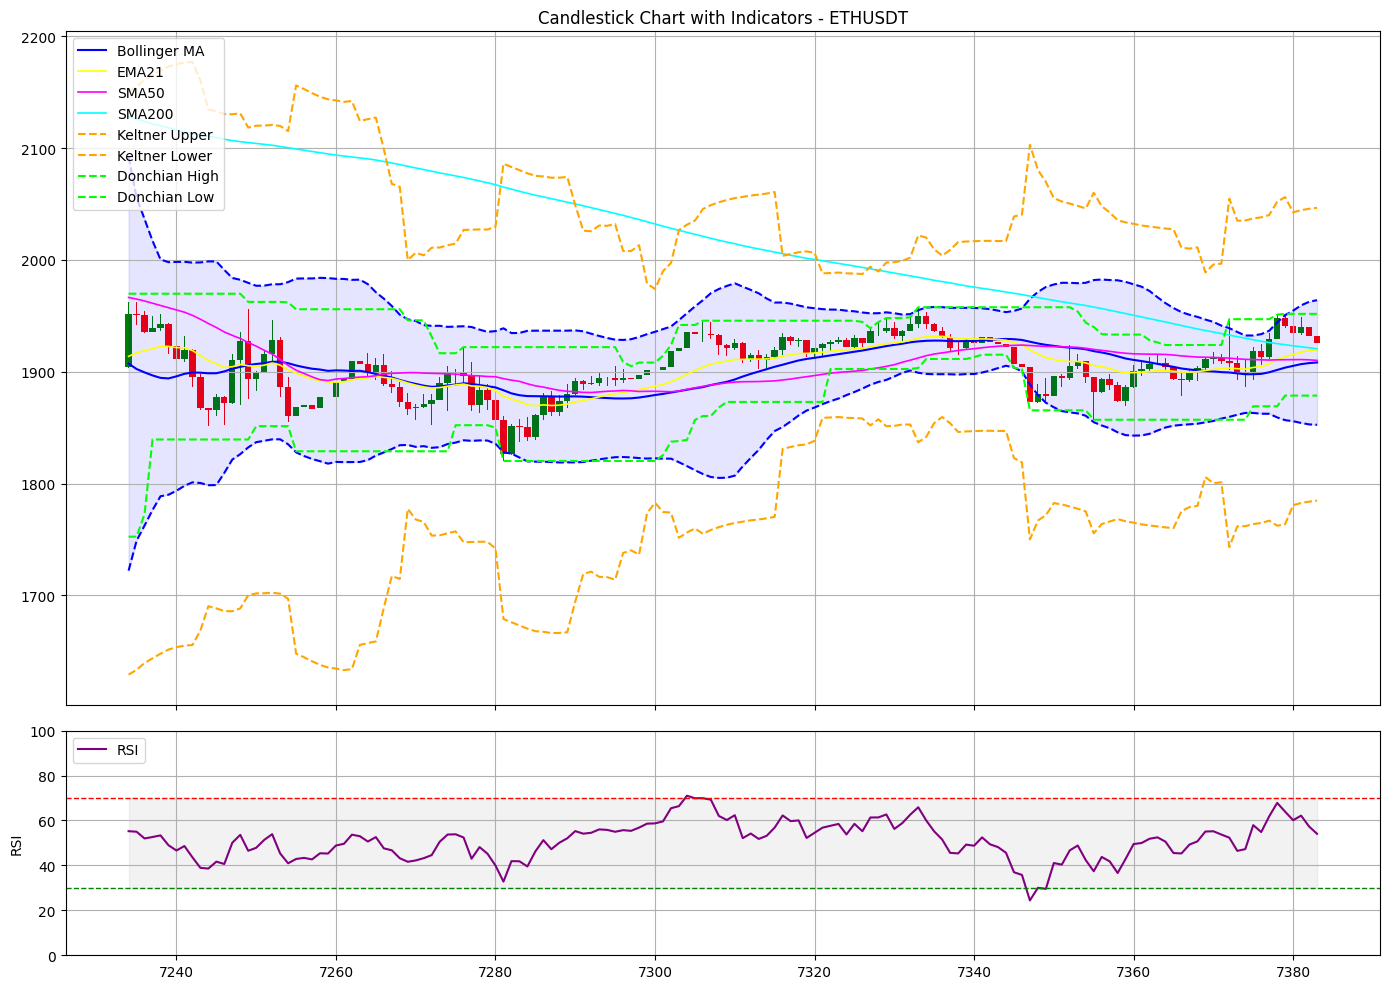 Candlestick Chart with Indicators - ETHUSDT
2200
2100
2000
1900
1800
1700
Bollinger MA
EMA21
SMA50
SMA200
Keltner Upper
Keltner Lower
Donchian High
Donchian Low
100
80
60
40
20
0
RSI
RSI
7240
7260
7280
7300
7320
7340
7360
7380